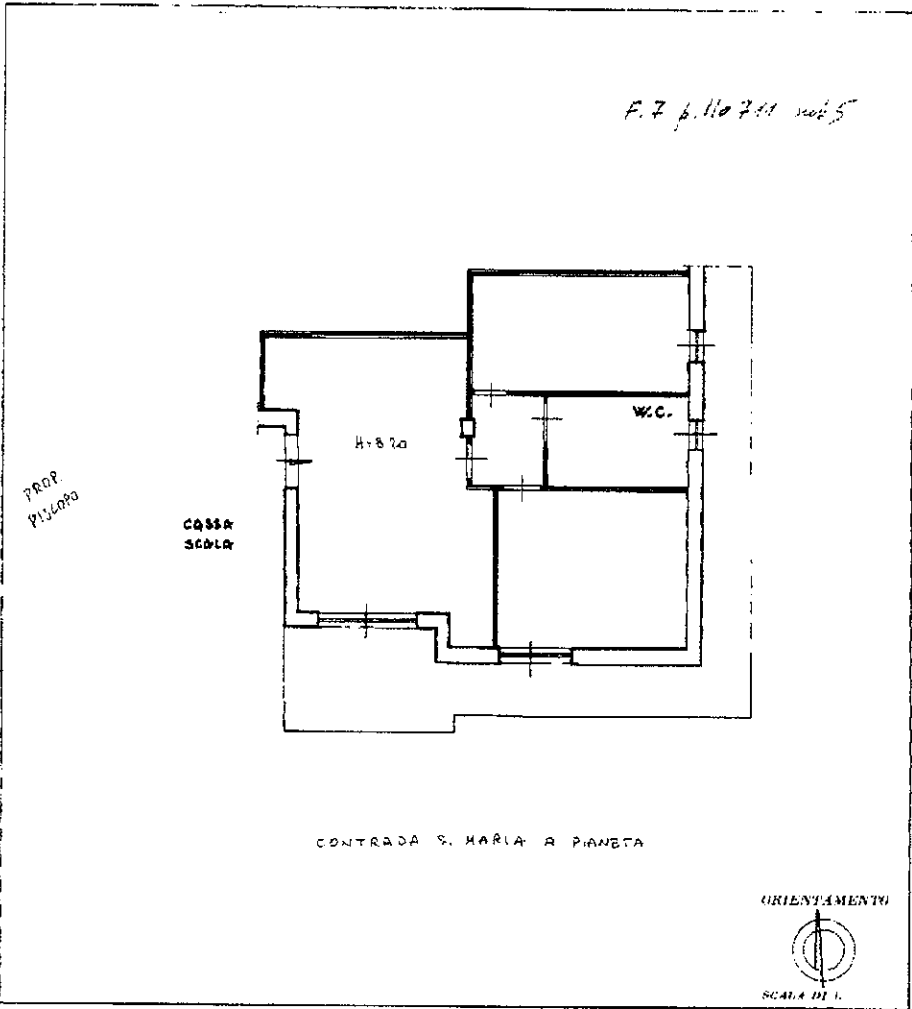 F. 7 p.llo 711 sub 5
W.C.
H=3.20
PROP.
PISCOPO
CASSA
SCALA
CONTRADA S. MARIA A PIANETA
ORIENTAMENTO
SCALA DI 1.